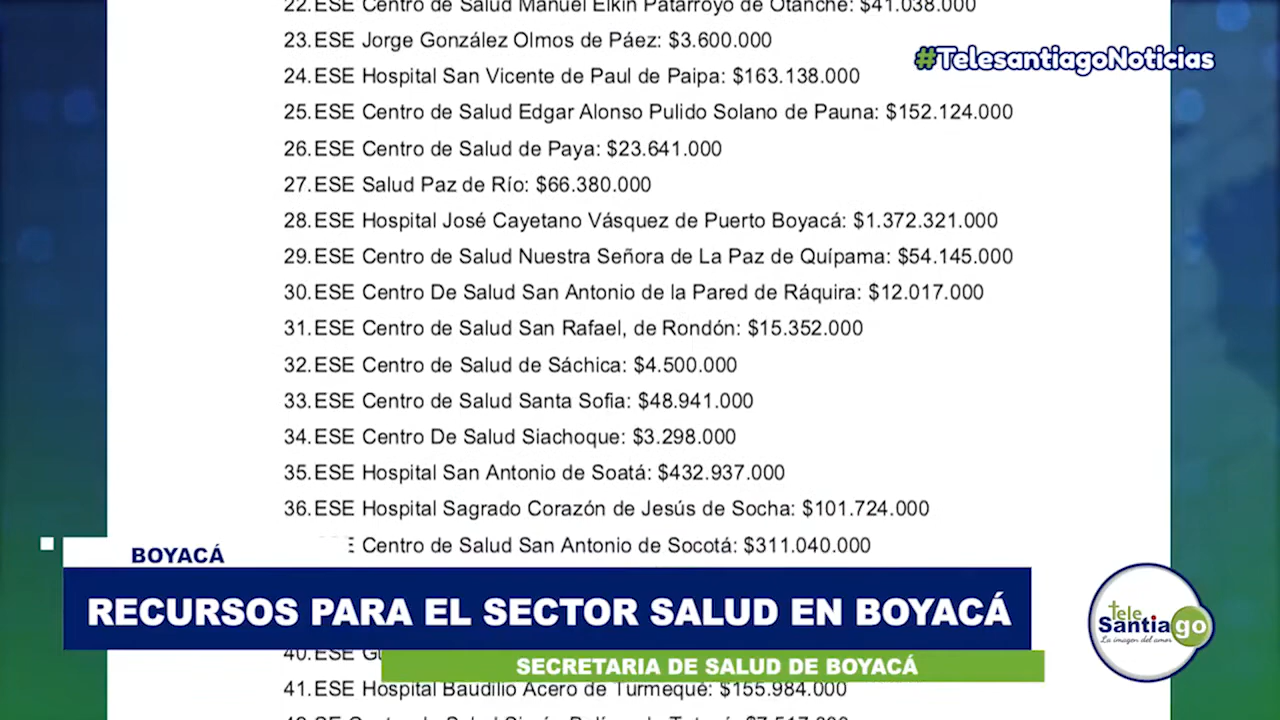 22. ESE Centro de Salud Manuel Elkin Patarroyo de Otanche: $41.038.000
23. ESE Jorge González Olmos de Páez: $3.600.000
#TelesantiagoNoticias
24. ESE Hospital San Vicente de Paul de Paipa: $163.138.000
25. ESE Centro de Salud Edgar Alonso Pulido Solano de Pauna: $152.124.000
26. ESE Centro de Salud de Paya: $23.641.000
27. ESE Salud Paz de Río: $66.380.000
28. ESE Hospital José Cayetano Vásquez de Puerto Boyacá: $1.372.321.000
29. ESE Centro de Salud Nuestra Señora de La Paz de Quípama: $54.145.000
30. ESE Centro De Salud San Antonio de la Pared de Ráquira: $12.017.000
31. ESE Centro de Salud San Rafael, de Rondón: $15.352.000
32. ESE Centro de Salud de Sáchica: $4.500.000
33. ESE Centro de Salud Santa Sofia: $48.941.000
34. ESE Centro De Salud Siachoque: $3.298.000
35. ESE Hospital San Antonio de Soatá: $432.937.000
36. ESE Hospital Sagrado Corazón de Jesús de Socha: $101.724.000
Centro de Salud San Antonio de Socotá: $311.040.000
BOYACÁ
RECURSOS PARA EL SECTOR SALUD EN BOYACÁ
tele
Santiago
La imagen del amor
40. ESE
SECRETARIA DE SALUD DE BOYACÁ
41. ESE Hospital Baudilio Acero de Turmequé: $155.984.000